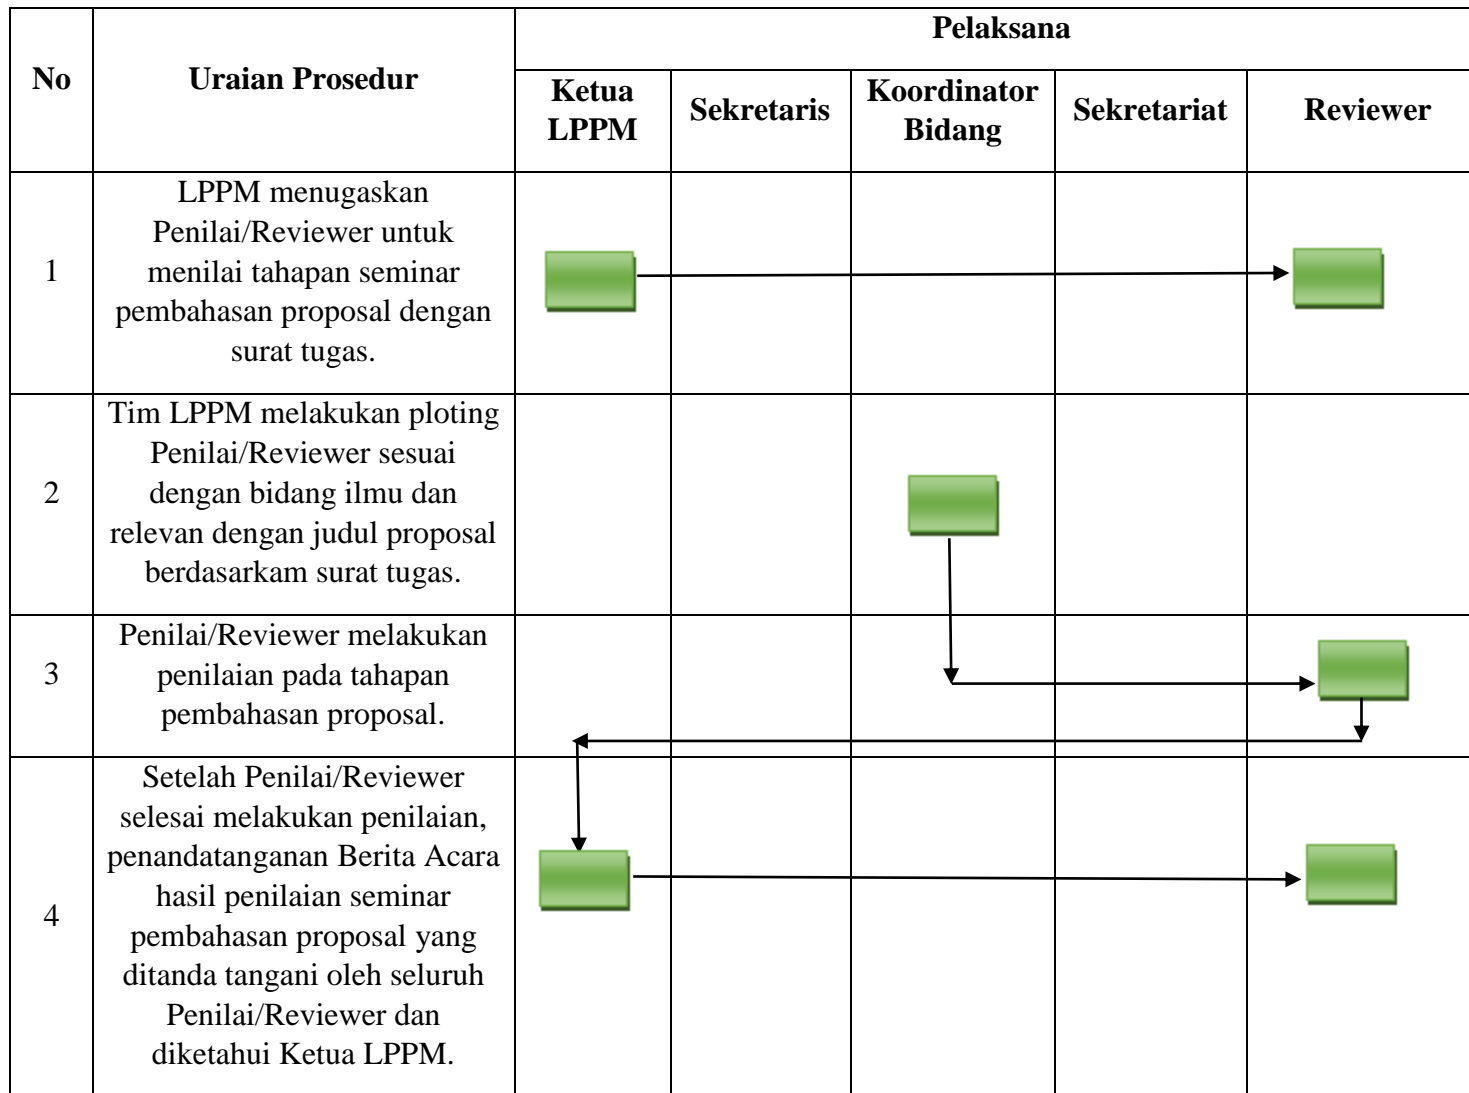 No
Uraian Prosedur
Pelaksana
Ketua
LPPM
Sekretaris
Koordinator
Bidang
Sekretariat
Reviewer
1
LPPM menugaskan
Penilai/Reviewer untuk
menilai tahapan seminar
pembahasan proposal dengan
surat tugas.
2
Tim LPPM melakukan ploting
Penilai/Reviewer sesuai
dengan bidang ilmu dan
relevan dengan judul proposal
berdasarkam surat tugas.
3
Penilai/Reviewer melakukan
penilaian pada tahapan
pembahasan proposal.
4
Setelah Penilai/Reviewer
selesai melakukan penilaian,
penandatanganan Berita Acara
hasil penilaian seminar
pembahasan proposal yang
ditanda tangani oleh seluruh
Penilai/Reviewer dan
diketahui Ketua LPPM.